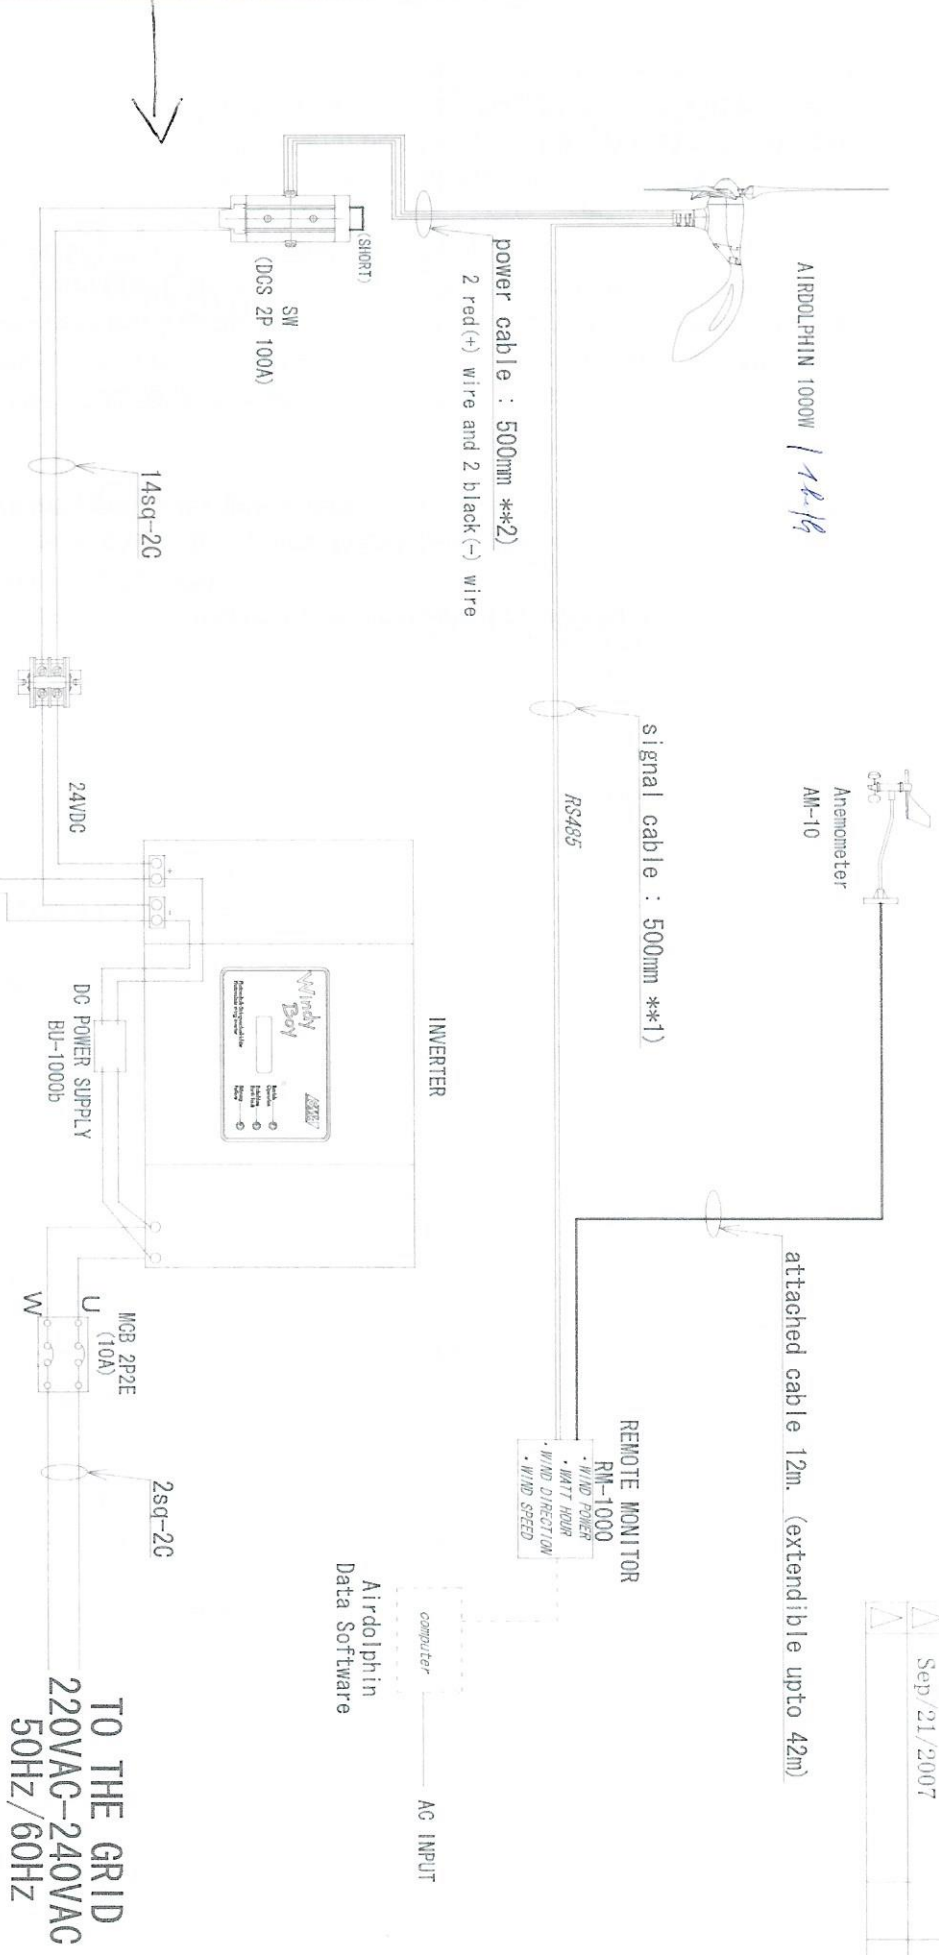 Sep/21/2007
AIRDOLPHIN 1000W
Anemometer
AM-10
attached cable 12m. (extendible upto 42m)
signal cable : 500mm **1)
RS485
power cable : 500mm **2)
2 red(+) wire and 2 black(-) wire
REMOTE MONITOR
RM-1000
・WIND POWER
・WATT HOUR
・WIND DIRECTION
・WIND SPEED
computer
AC INPUT
Airdolphin
Data Software
(SHORT)
SW
(DCS 2P 100A)
14sq-2C
24VDC
INVERTER
+
-
Windy
Boy
DC POWER SUPPLY
BU-1000b
MCB 2P2E
(10A)
U
W
2sq-2C
TO THE GRID
220VAC-240VAC
50Hz/60Hz